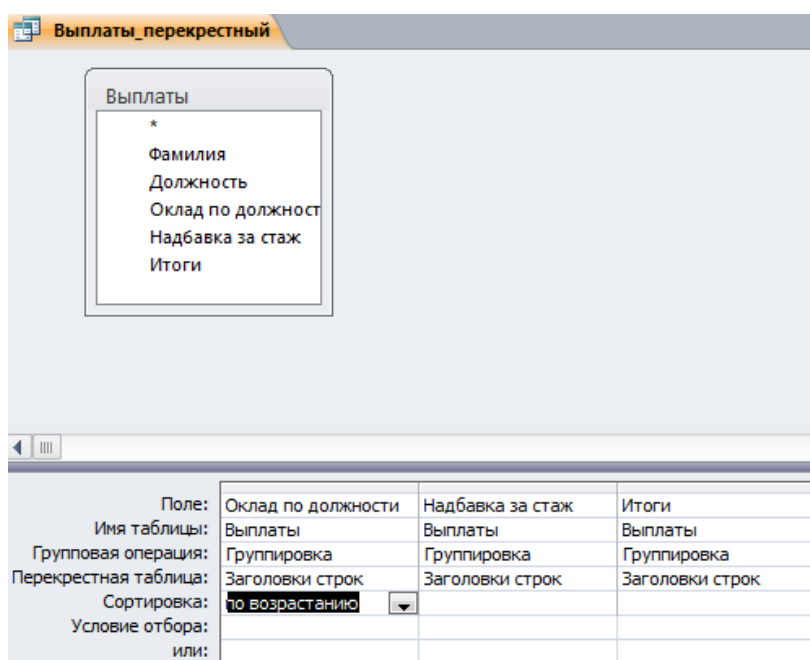 Выплаты_перекрестный
Выплаты
*
Фамилия
Должность
Оклад по должност
Надбавка за стаж
Итоги
Поле: Оклад по должности Надбавка за стаж Итоги
Имя таблицы: Выплаты Выплаты Выплаты
Групповая операция: Группировка Группировка Группировка
Перекрестная таблица: Заголовки строк Заголовки строк Заголовки строк
Сортировка: по возрастанию
Условие отбора:
или: